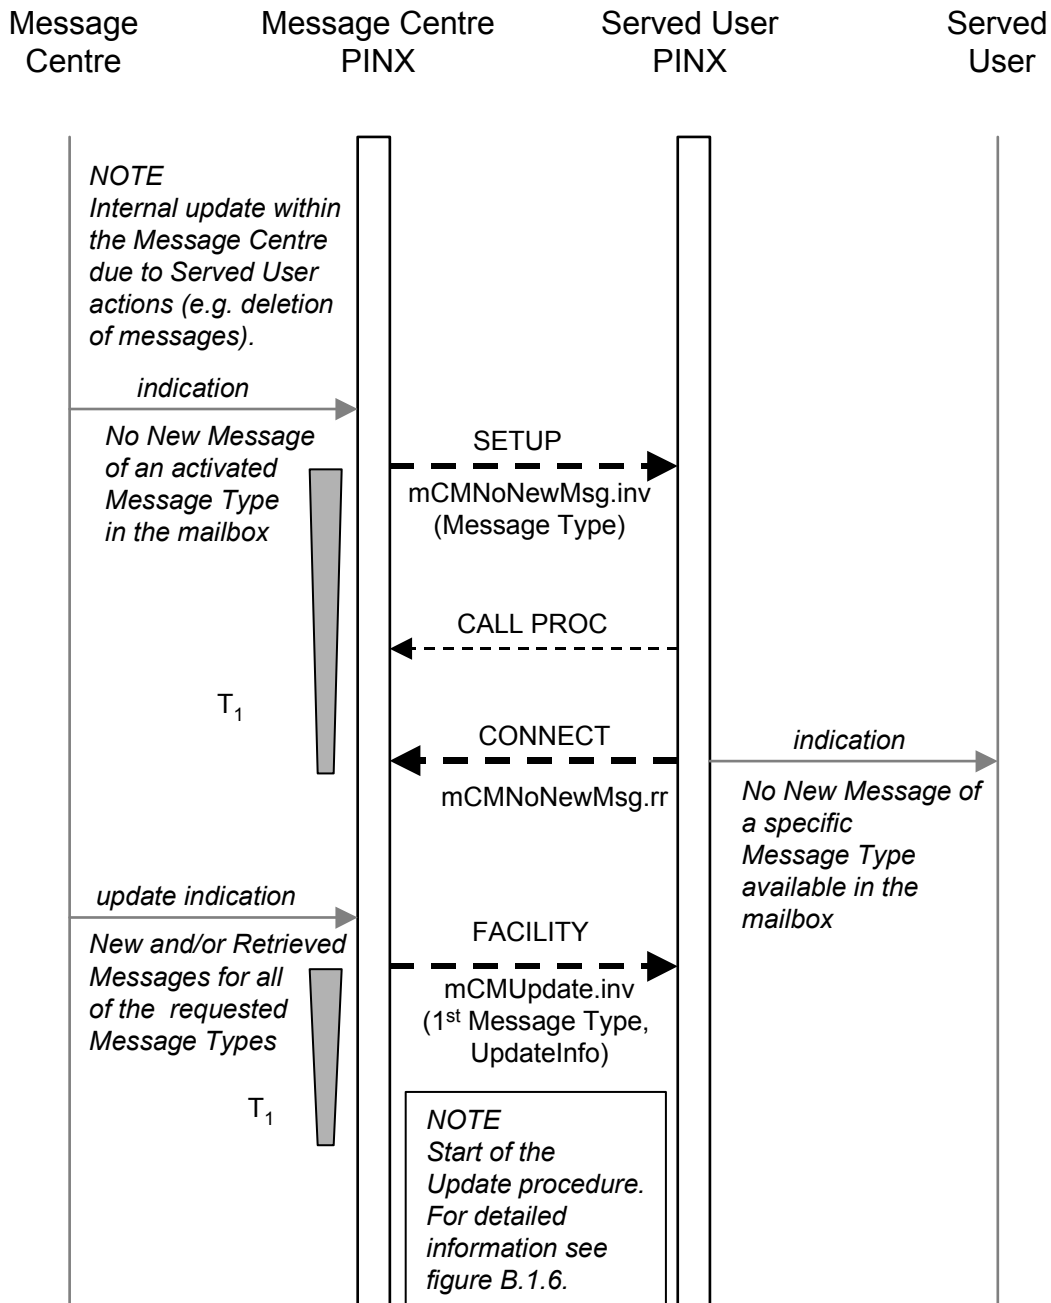 Message
Centre
Message Centre
PINX
Served User
PINX
Served
User
NOTE
Internal update within
the Message Centre
due to Served User
actions (e.g. deletion
of messages).
indication
No New Message
of an activated
Message Type
in the mailbox
SETUP
mCMNoNewMsg.inv
(Message Type)
CALL PROC
T1
CONNECT
mCMNoNewMsg.rr
indication
No New Message of
a specific
Message Type
available in the
mailbox
update indication
New and/or Retrieved
Messages for all
of the requested
Message Types
FACILITY
mCMUpdate.inv
(1st Message Type,
UpdateInfo)
T1
NOTE
Start of the
Update procedure.
For detailed
information see
figure B.1.6.